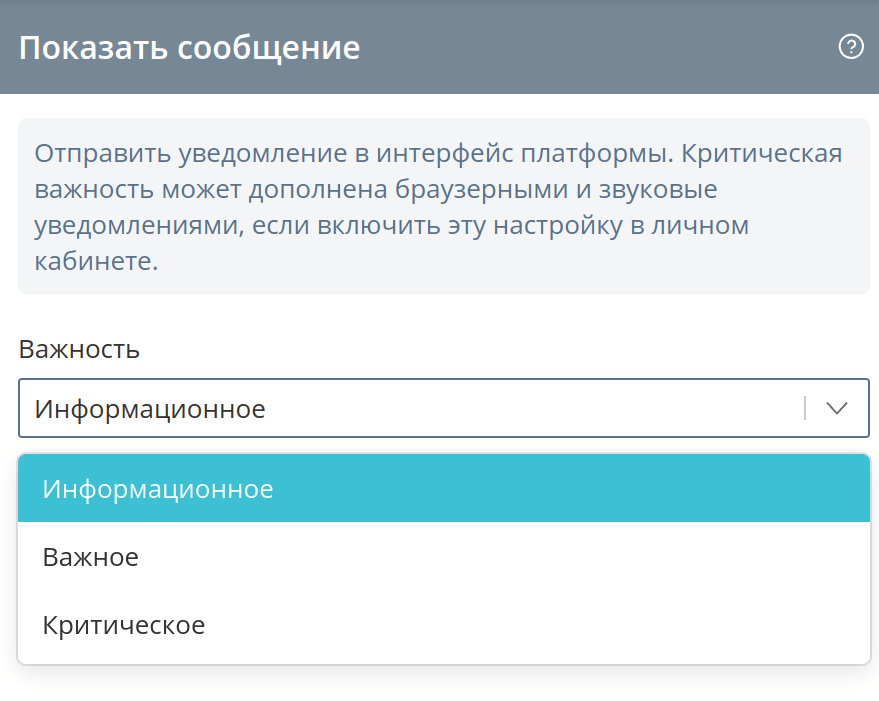 Показать сообщение
Отправить уведомление в интерфейс платформы. Критическая
важность может дополнена браузерными и звуковые
уведомлениями, если включить эту настройку в личном
кабинете.
Важность
Информационное
Информационное
Важное
Критическое